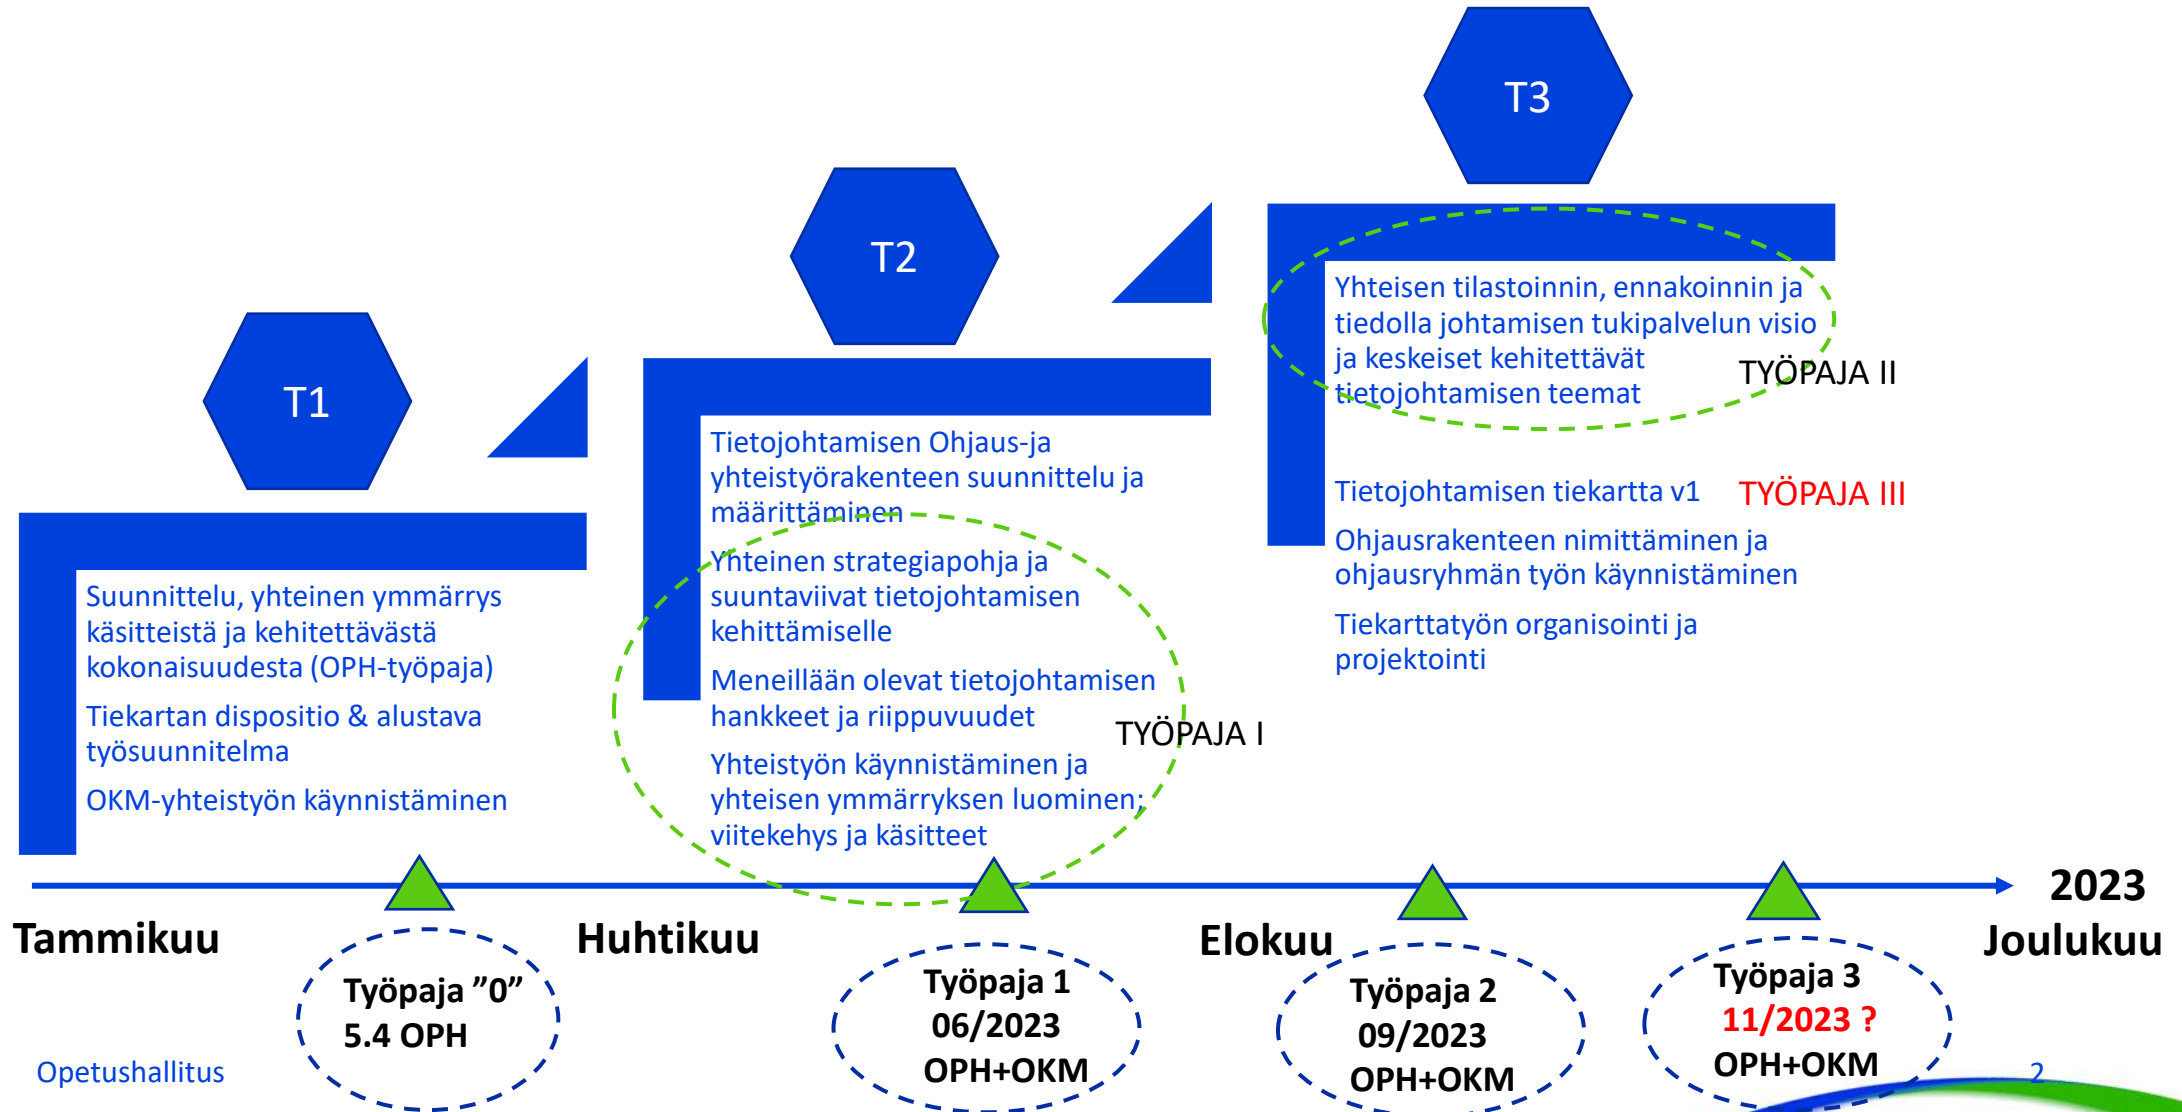 T1
Suunnittelu, yhteinen ymmärrys
käsitteistä ja kehitettävästä
kokonaisuudesta (OPH-työpaja)
Tiekartan dispositio & alustava
työsuunnitelma
OKM-yhteistyön käynnistäminen
T2
Tietojohtamisen Ohjaus-ja
yhteistyörakenteen suunnittelu ja
määrittäminen
Yhteinen strategiapohja ja
suuntaviivat tietojohtamisen
kehittämiselle
Meneillään olevat tietojohtamisen
hankkeet ja riippuvuudet
TYÖPAJA I
Yhteistyön käynnistäminen ja
yhteisen ymmärryksen luominen;
viitekehys ja käsitteet
T3
Yhteisen tilastoinnin, ennakoinnin ja
tiedolla johtamisen tukipalvelun visio
ja keskeiset kehitettävät
tietojohtamisen teemat
TYÖPAJA II
Tietojohtamisen tiekartta v1
TYÖPAJA III
Ohjausrakenteen nimittäminen ja
ohjausryhmän työn käynnistäminen
Tiekarttatyön organisointi ja
projektointi
2023
Tammikuu
Huhtikuu
Elokuu
Joulukuu
Työpaja ”0”
5.4 OPH
Työpaja 1
06/2023
OPH+OKM
Työpaja 2
09/2023
OPH+OKM
Työpaja 3
11/2023 ?
OPH+OKM
Opetushallitus
2